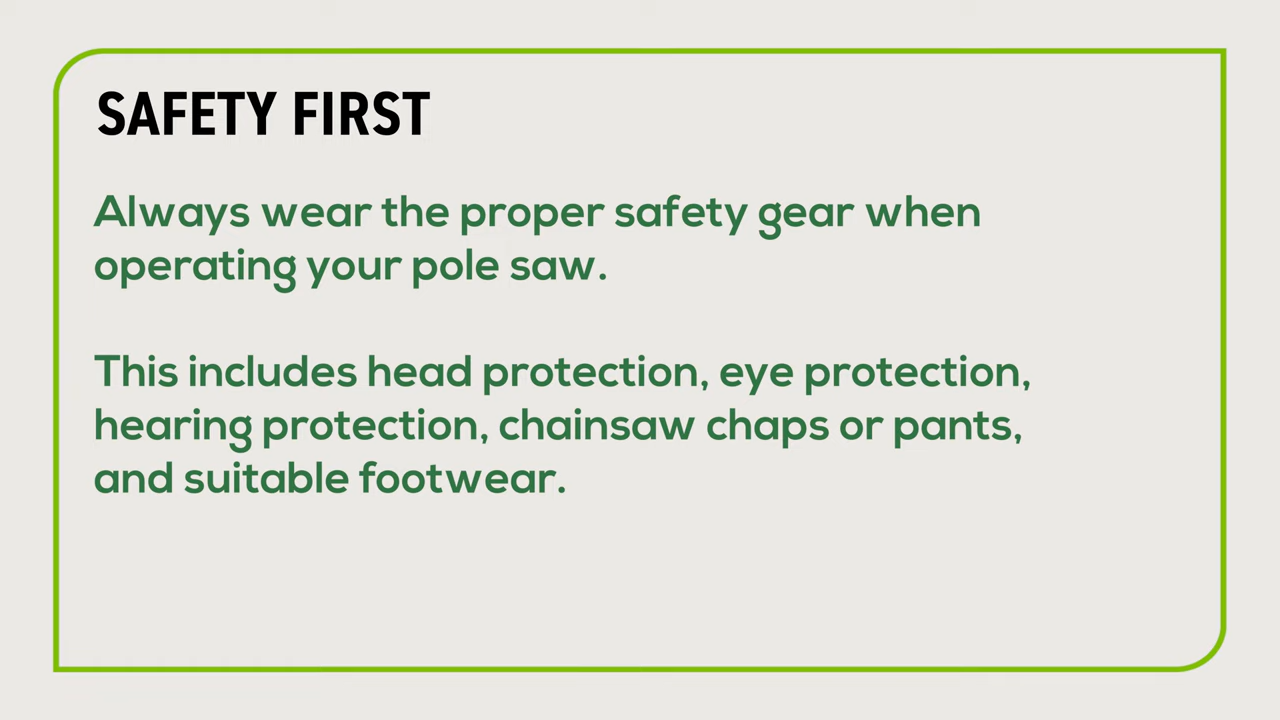 SAFETY FIRST
Always wear the proper safety gear when
operating your pole saw.
This includes head protection, eye protection,
hearing protection, chainsaw chaps or pants,
and suitable footwear.